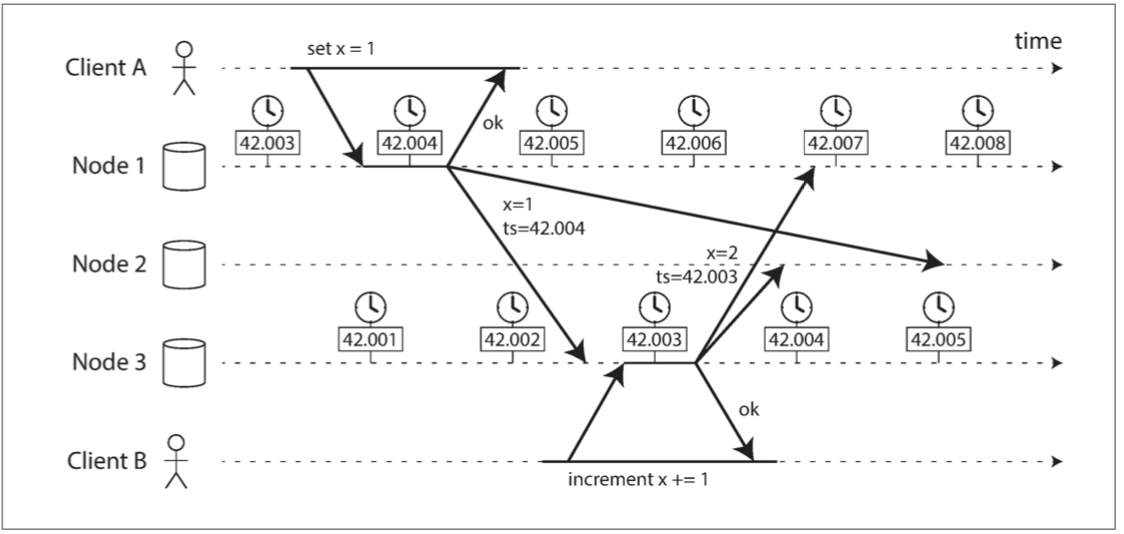 time
set x = 1
Client A
ok
42.003 42.004 42.005 42.006 42.007 42.008
Node 1
x=1
ts=42.004
Node 2
x=2
ts=42.003
42.001 42.002 42.003 42.004 42.005
Node 3
ok
Client B
increment x += 1